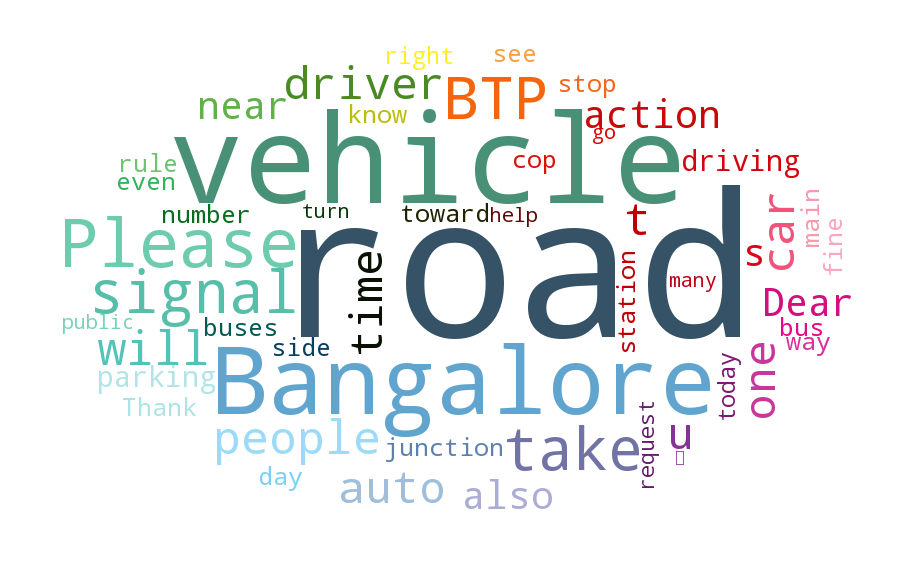 right see
driver BTP stop
near know action
go
vehicle
rule cop driving
even
number turn toward help t car main
Please road s fine
signal time station many Dear
public buses bus
will side way
parking Bangalore today one
Thank
people junction take request u
day auto also